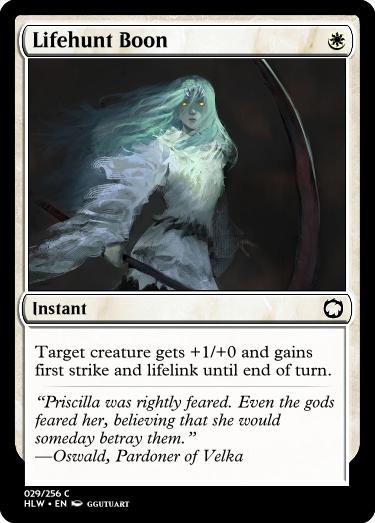 Lifehunt Boon
Instant
Target creature gets +1/+0 and gains
first strike and lifelink until end of turn.
“Priscilla was rightly feared. Even the gods
feared her, believing that she would
someday betray them.”
—Oswald, Pardoner of Velka
029/256 C
HLW • EN GGUTUART